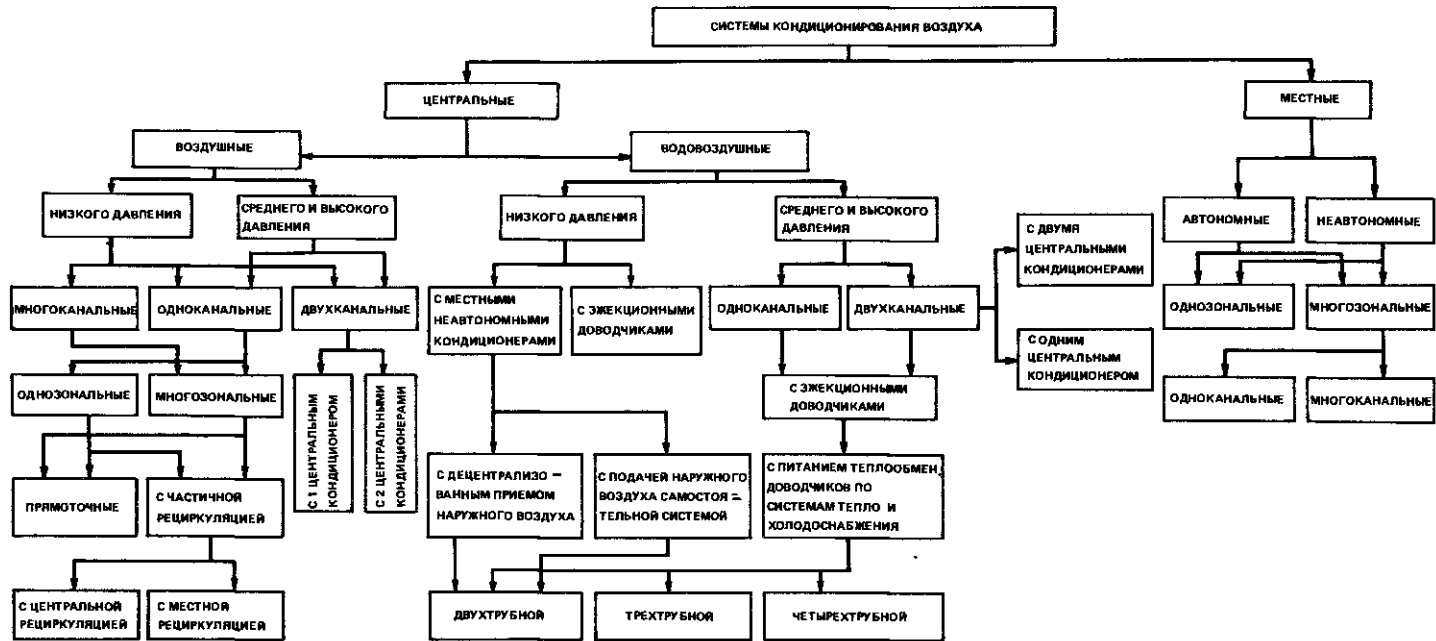 СИСТЕМЫ КОНДИЦИОНИРОВАНИЯ ВОЗДУХА
ЦЕНТРАЛЬНЫЕ
МЕСТНЫЕ
ВОЗДУШНЫЕ
ВОДОВОЗДУШНЫЕ
НИЗКОГО ДАВЛЕНИЯ
СРЕДНЕГО И ВЫСОКОГО
ДАВЛЕНИЯ
НИЗКОГО ДАВЛЕНИЯ
СРЕДНЕГО И ВЫСОКОГО
ДАВЛЕНИЯ
С ДВУМЯ
ЦЕНТРАЛЬНЫМИ
КОНДИЦИОНЕРАМИ
АВТОНОМНЫЕ
НЕАВТОНОМНЫЕ
МНОГОКАНАЛЬНЫЕ
ОДНОКАНАЛЬНЫЕ
ДВУХКАНАЛЬНЫЕ
С МЕСТНЫМИ
НЕАВТОНОМНЫМИ
КОНДИЦИОНЕРАМИ
С ЭЖЕКЦИОННЫМИ
ДОВОДЧИКАМИ
ОДНОКАНАЛЬНЫЕ
ДВУХКАНАЛЬНЫЕ
ОДНОЗОНАЛЬНЫЕ
МНОГОЗОНАЛЬНЫЕ
С ОДНИМ
ЦЕНТРАЛЬНЫМ
КОНДИЦИОНЕРОМ
ОДНОЗОНАЛЬНЫЕ
МНОГОЗОНАЛЬНЫЕ
С 1 ЦЕНТРАЛЬНЫМ
КОНДИЦИОНЕРОМ
С 2 ЦЕНТРАЛЬНЫМИ
КОНДИЦИОНЕРАМИ
С ЭЖЕКЦИОННЫМИ
ДОВОДЧИКАМИ
ОДНОКАНАЛЬНЫЕ
МНОГОКАНАЛЬНЫЕ
ПРЯМОТОЧНЫЕ
С ЧАСТИЧНОЙ
РЕЦИРКУЛЯЦИЕЙ
С ДЕЦЕНТРАЛИЗО –
ВАННЫМ ПРИЕМОМ
НАРУЖНОГО ВОЗДУХА
С ПОДАЧЕЙ НАРУЖНОГО
ВОЗДУХА САМОСТОЯ –
ТЕЛЬНОЙ СИСТЕМОЙ
С ПИТАНИЕМ ТЕПЛООБМЕН.
ДОВОДЧИКОВ ПО
СИСТЕМАМ ТЕПЛО И
ХОЛОДОСНАБЖЕНИЯ
С ЦЕНТРАЛЬНОЙ
РЕЦИРКУЛЯЦИЕЙ
С МЕСТНОЙ
РЕЦИРКУЛЯЦИЕЙ
ДВУХТРУБНОЙ
ТРЕХТРУБНОЙ
ЧЕТЫРЕХТРУБНОЙ